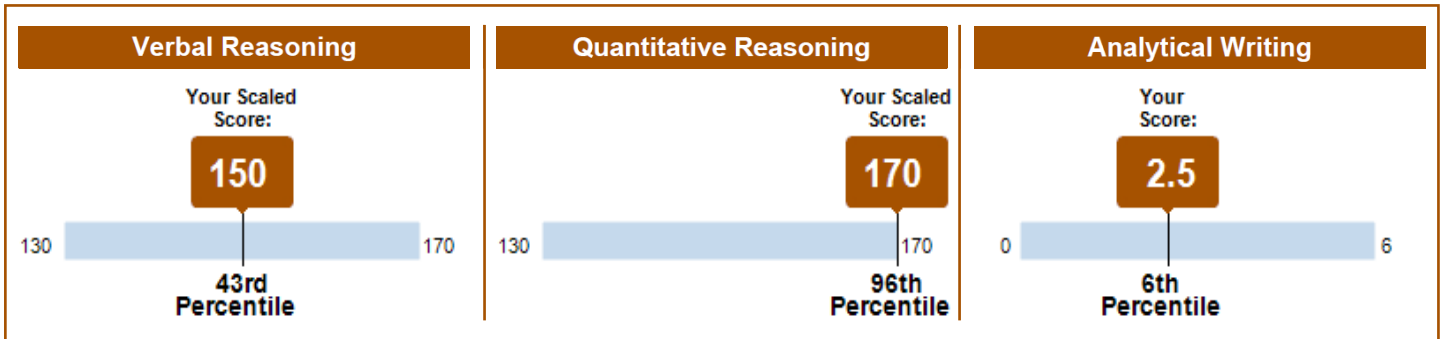 Verbal Reasoning
Your Scaled
Score:
150
130
170
43rd
Percentile
Quantitative Reasoning
Your Scaled
Score:
170
130
170
96th
Percentile
Analytical Writing
Your
Score:
2.5
0
6
6th
Percentile